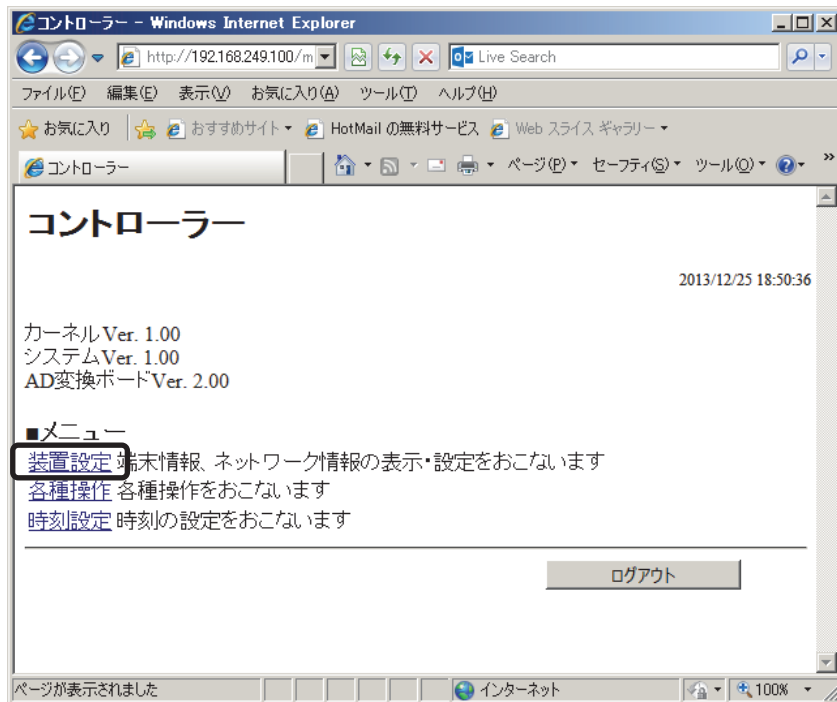 コントローラー - Windows Internet Explorer
http://192.168.249.100/m
Live Search
ファイル(F) 編集(E) 表示(V) お気に入り(A) ツール(T) ヘルプ(H)
お気に入り おすすめサイト HotMail の無料サービス Web スライス ギャラリー
コントローラー ページ(P) セーフティ(S) ツール(O) »
コントローラー
2013/12/25 18:50:36
カーネルVer. 1.00
システムVer. 1.00
AD変換ボードVer. 2.00
■メニュー
装置設定 端末情報、ネットワーク情報の表示・設定をおこないます
各種操作 各種操作をおこないます
時刻設定 時刻の設定をおこないます
ログアウト
ページが表示されました インターネット 100%